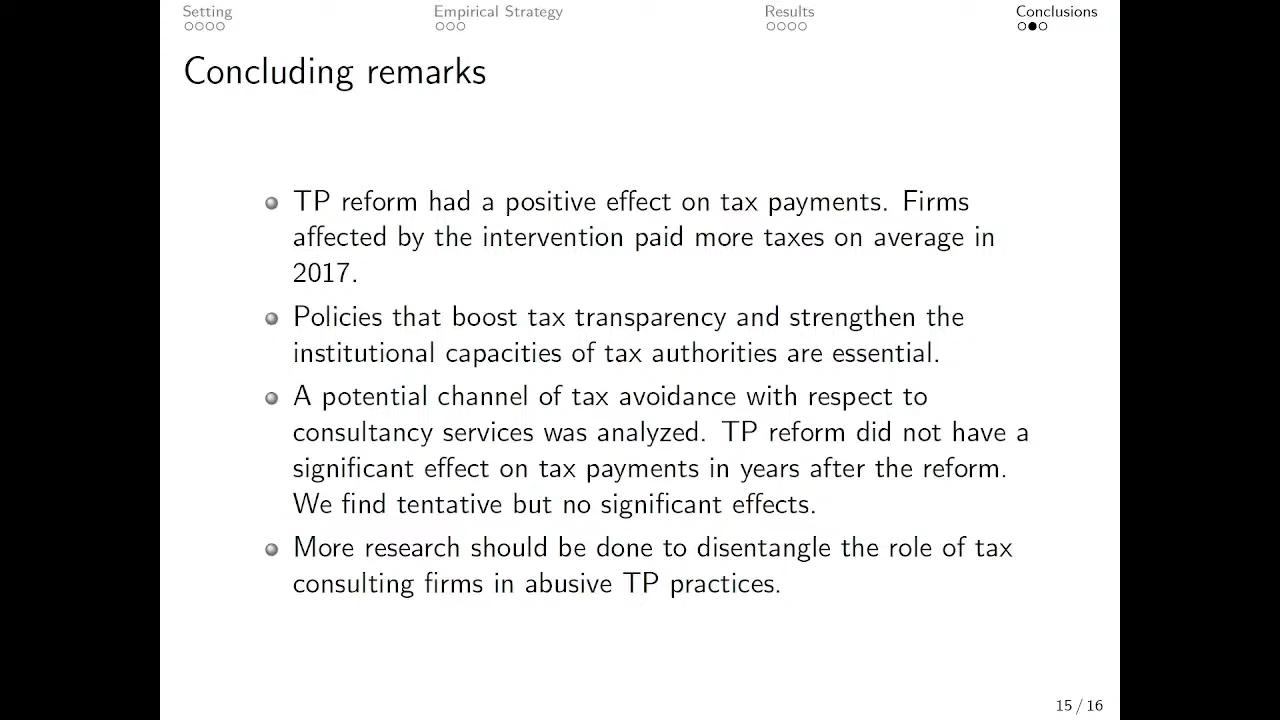 Setting Empirical Strategy Results Conclusions
Concluding remarks
TP reform had a positive effect on tax payments. Firms
affected by the intervention paid more taxes on average in
2017.
Policies that boost tax transparency and strengthen the
institutional capacities of tax authorities are essential.
A potential channel of tax avoidance with respect to
consultancy services was analyzed. TP reform did not have a
significant effect on tax payments in years after the reform.
We find tentative but no significant effects.
More research should be done to disentangle the role of tax
consulting firms in abusive TP practices.
15 / 16